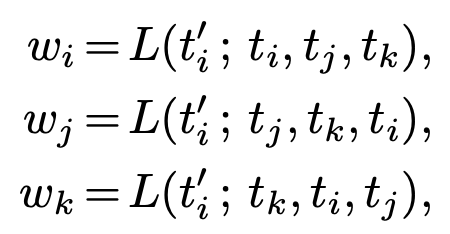 w_i = L(t'_i ; t_i, t_j, t_k),
w_j = L(t'_i ; t_j, t_k, t_i),
w_k = L(t'_i ; t_k, t_i, t_j),